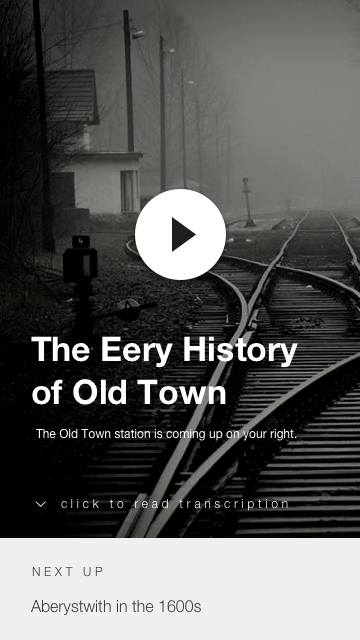 4
The Eery History
of Old Town
The Old Town station is coming up on your right.
click to read transcription
NEXT UP
Aberystwith in the 1600s